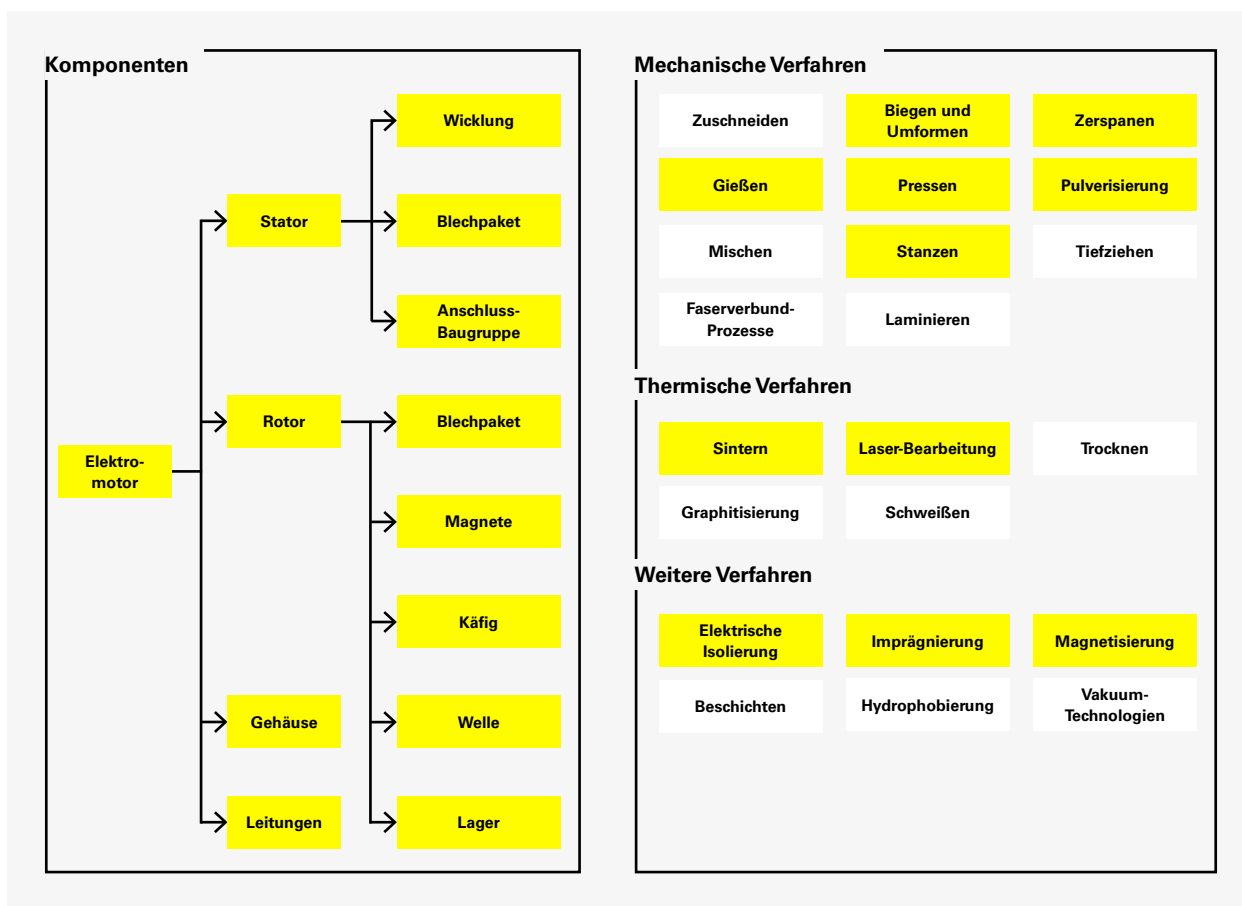 Komponenten
Wicklung
Stator
Blechpaket
Anschluss-
Baugruppe
Rotor
Blechpaket
Elektro-
motor
Magnete
Käfig
Gehäuse
Welle
Leitungen
Lager
Mechanische Verfahren
Zuschneiden
Biegen und
Umformen
Zerspanen
Gießen
Pressen
Pulverisierung
Mischen
Stanzen
Tiefziehen
Faserverbund-
Prozesse
Laminieren
Thermische Verfahren
Sintern
Laser-Bearbeitung
Trocknen
Graphitisierung
Schweißen
Weitere Verfahren
Elektrische
Isolierung
Imprägnierung
Magnetisierung
Beschichten
Hydrophobierung
Vakuum-
Technologien